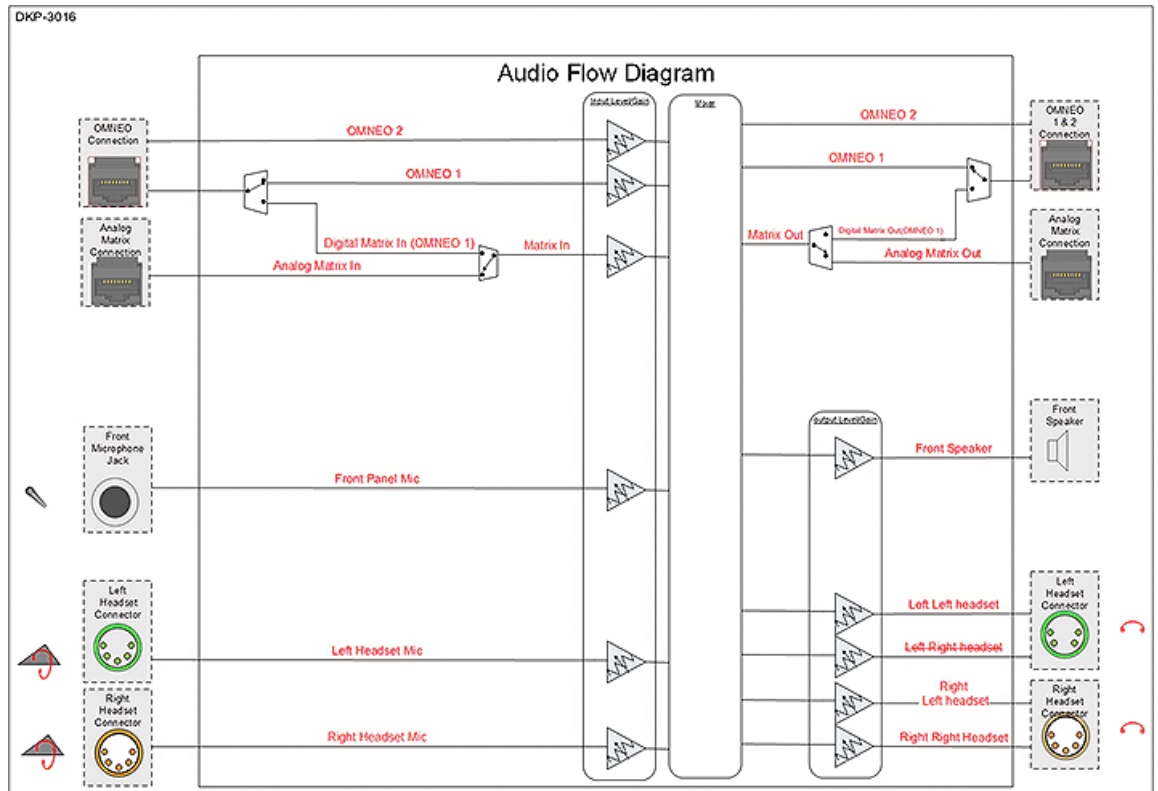 DKP-3016
Audio Flow Diagram
Input Level/Gain
Mixer
OMNEO
Connection
OMNEO 2
OMNEO 1
Analog
Matrix
Connection
Digital Matrix In (OMNEO 1)
Matrix In
Analog Matrix In
OMNEO 2
OMNEO
1 & 2
Connection
OMNEO 1
Matrix Out
Digital Matrix Out(OMNEO 1)
Analog Matrix Out
Analog
Matrix
Connection
Front
Microphone
Jack
Front Panel Mic
output Level/Gain
Front Speaker
Front
Speaker
Left
Headset
Connector
Left Headset Mic
Left Left headset
Left Right headset
Left
Headset
Connector
Right
Headset
Connector
Right Headset Mic
Right
Left headset
Right Right Headset
Right
Headset
Connector